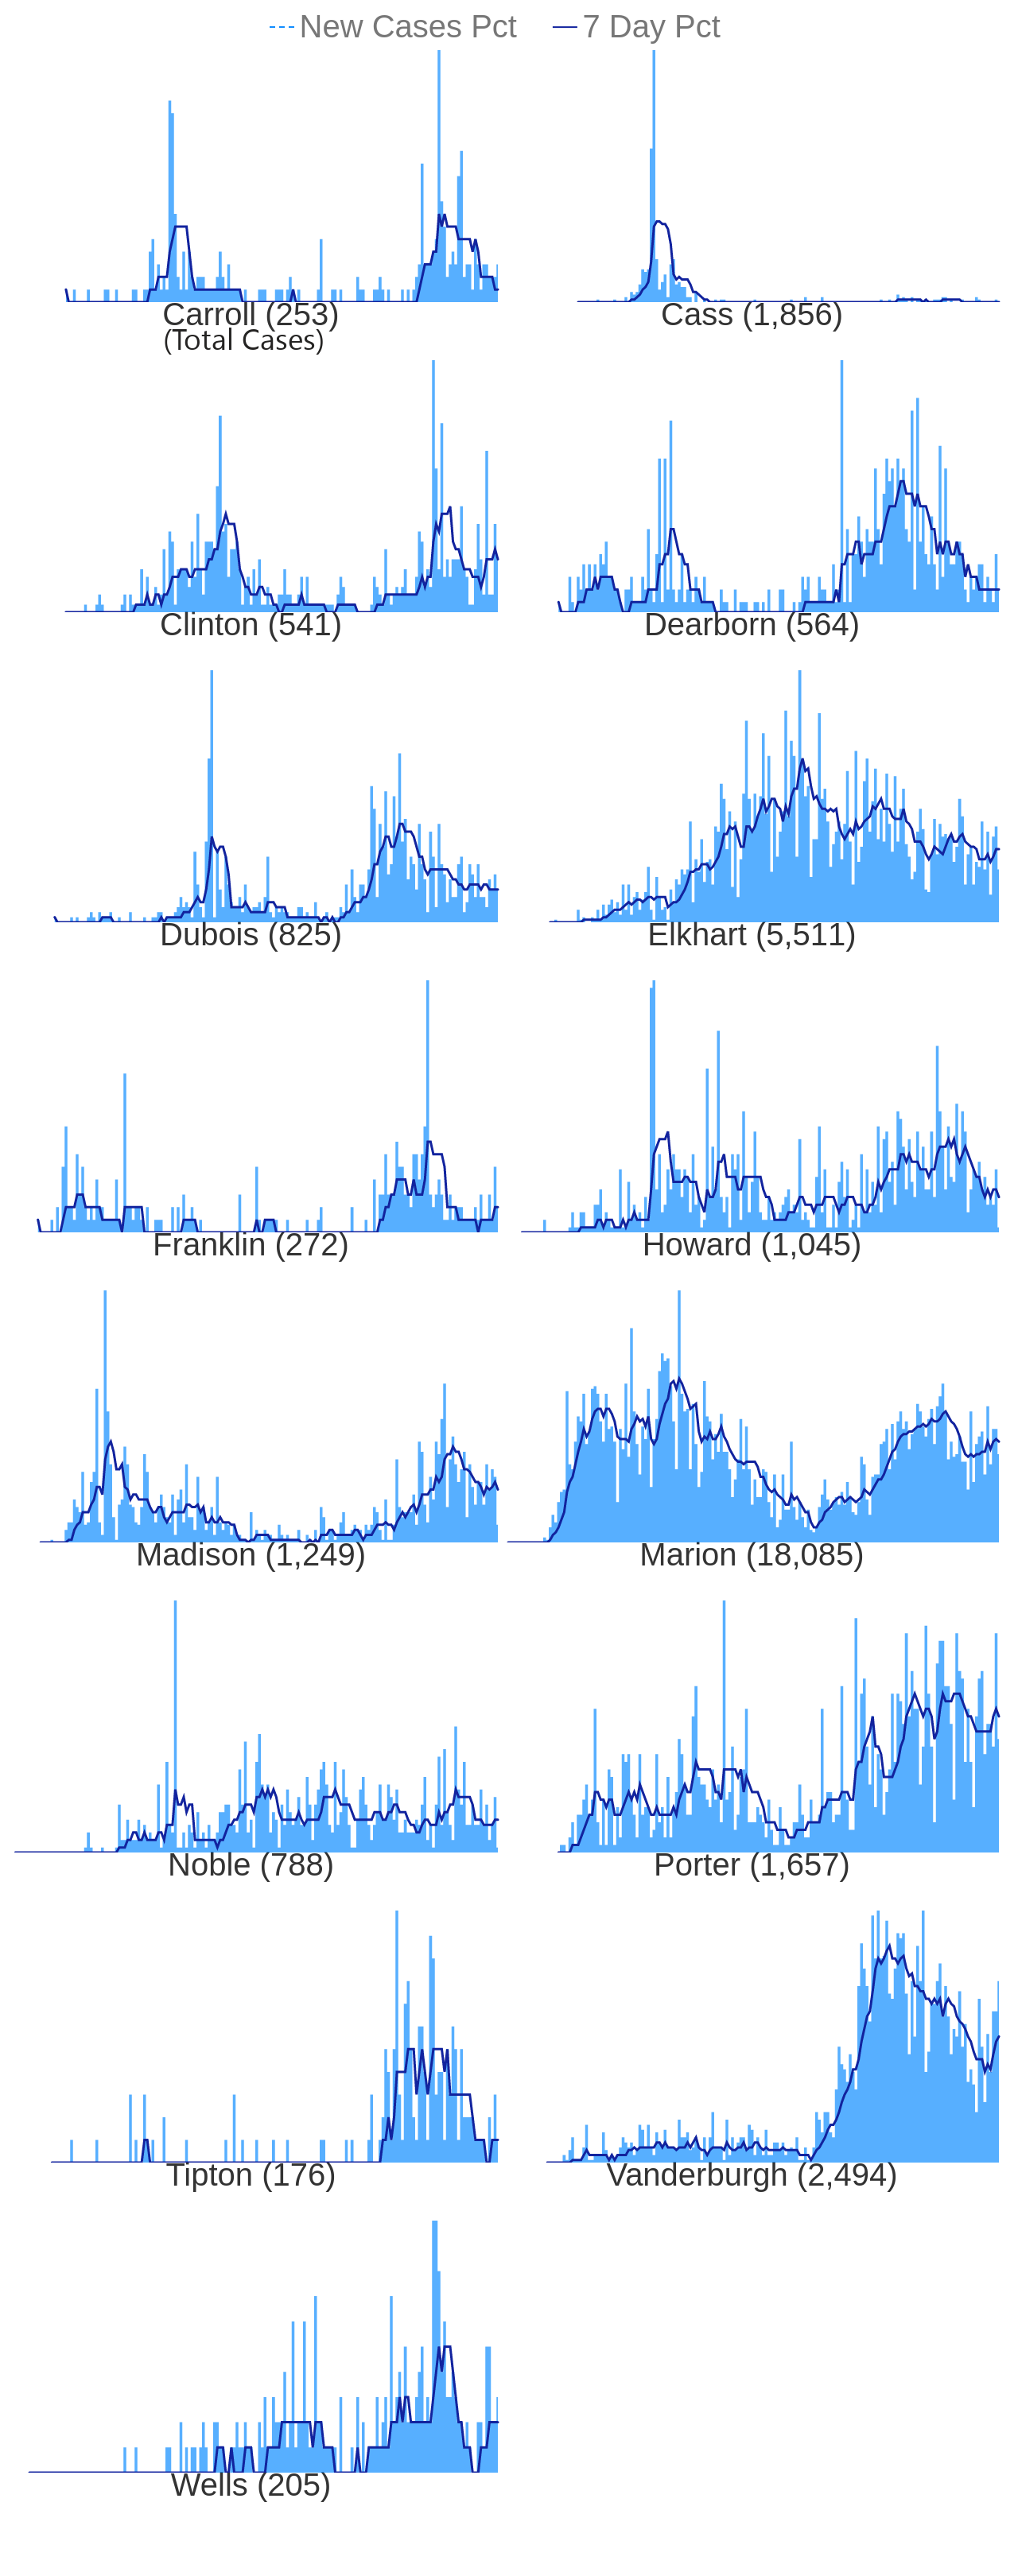 New Cases Pct 7 Day Pct
Carroll (253) Cass (1,856)
(Total Cases)
Clinton (541) Dearborn (564)
Dubois (825) Elkhart (5,511)
Franklin (272) Howard (1,045)
Madison (1,249) Marion (18,085)
Noble (788) Porter (1,657)
Tipton (176) Vanderburgh (2,494)
Wells (205)